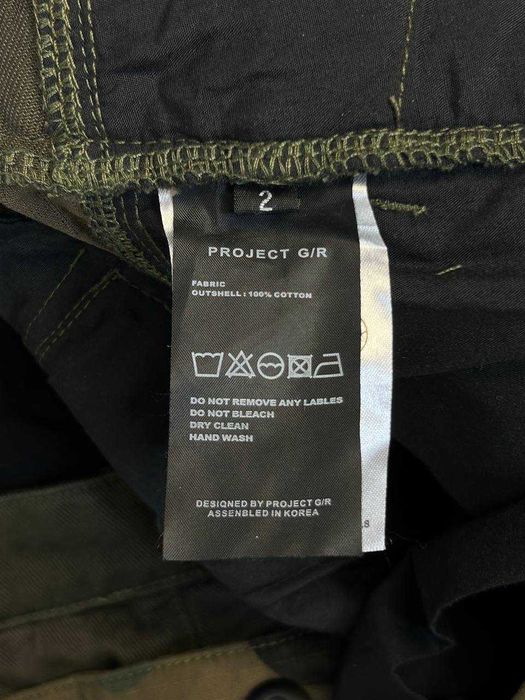 2
PROJECT G/R
FABRIC
OUTSHELL : 100% COTTON
DO NOT REMOVE ANY LABLES
DO NOT BLEACH
DRY CLEAN
HAND WASH
DESIGNED BY PROJECT G/R
ASSENBLED IN KOREA
S